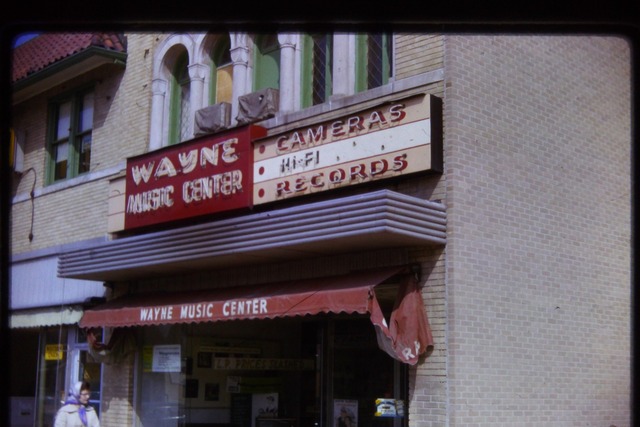 WAYNE
MUSIC CENTER
CAMERAS
HI-FI
RECORDS
WAYNE MUSIC CENTER